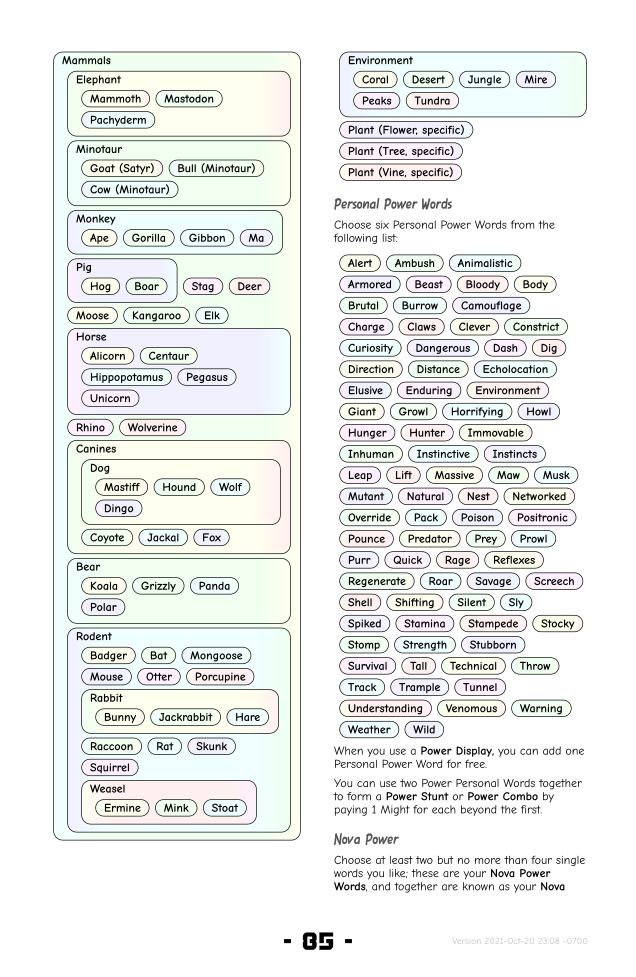 Mammals
Elephant
Mammoth Mastodon
Pachyderm
Minotaur
Goat (Satyr) Bull (Minotaur)
Cow (Minotaur)
Monkey
Ape Gorilla Gibbon Ma
Pig
Hog Boar Stag Deer
Moose Kangaroo Elk
Horse
Alicorn Centaur
Hippopotamus Pegasus
Unicorn
Rhino Wolverine
Canines
Dog
Mastiff Hound Wolf
Dingo
Coyote Jackal Fox
Bear
Koala Grizzly Panda
Polar
Rodent
Badger Bat Mongoose
Mouse Otter Porcupine
Rabbit
Bunny Jackrabbit Hare
Raccoon Rat Skunk
Squirrel
Weasel
Ermine Mink Stoat
Environment
Coral Desert Jungle Mire
Peaks Tundra
Plant (Flower, specific)
Plant (Tree, specific)
Plant (Vine, specific)
Personal Power Words
Choose six Personal Power Words from the
following list:
Alert Ambush Animalistic
Armored Beast Bloody Body
Brutal Burrow Camouflage
Charge Claws Clever Constrict
Curiosity Dangerous Dash Dig
Direction Distance Echolocation
Elusive Enduring Environment
Giant Growl Horrifying Howl
Hunger Hunter Immovable
Inhuman Instinctive Instincts
Leap Lift Massive Maw Musk
Mutant Natural Nest Networked
Override Pack Poison Positronic
Pounce Predator Prey Prowl
Purr Quick Rage Reflexes
Regenerate Roar Savage Screech
Shell Shifting Silent Sly
Spiked Stamina Stampede Stocky
Stomp Strength Stubborn
Survival Tall Technical Throw
Track Trample Tunnel
Understanding Venomous Warning
Weather Wild
When you use a Power Display, you can add one
Personal Power Word for free.
You can use two Power Personal Words together
to form a Power Stunt or Power Combo by
paying 1 Might for each beyond the first.
Nova Power
Choose at least two but no more than four single
words you like; these are your Nova Power
Words, and together are known as your Nova
- 85 -
Version 2021-Oct-20 23:08 -0700